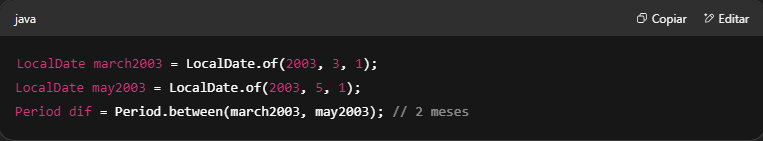 java Copiar Editar
LocalDate march2003 = LocalDate.of(2003, 3, 1);
LocalDate may2003 = LocalDate.of(2003, 5, 1);
Period dif = Period.between(march2003, may2003); // 2 meses